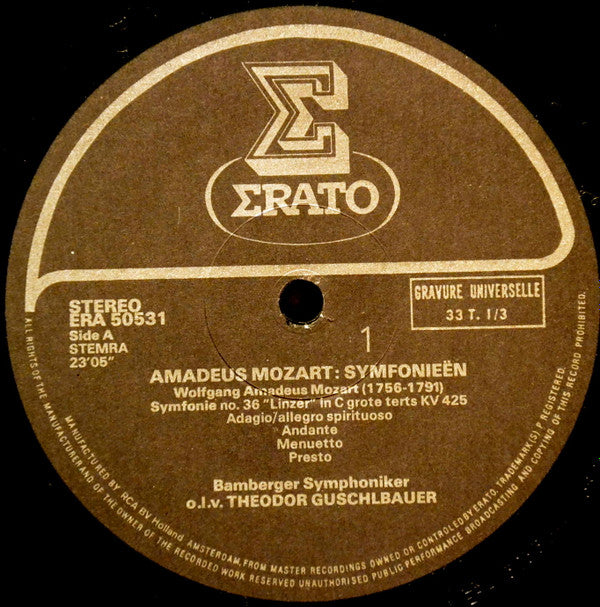 Σ
ΣRATO
GRAVURE UNIVERSELLE
33 T. 1/3
STEREO
ERA 50531
Side A
STEMRA
23'05"
1
AMADEUS MOZART: SYMFONIEËN
Wolfgang Amadeus Mozart (1756-1791)
Symfonie no. 36 "Linzer" in C grote terts KV 425
Adagio/allegro spirituoso
Andante
Menuetto
Presto
Bamberger Symphoniker
o.l.v. THEODOR GUSCHLBAUER
MANUFACTURED BY RCA BV Holland AMSTERDAM, FROM MASTER RECORDINGS OWNED OR CONTROLED BY ERATO. TRADEMARK(S) P REGISTERED.
ALL RIGHTS OF THE MANUFACTURER AND OF THE OWNER OF THE RECORDED WORK RESERVED UNAUTHORISED PUBLIC PERFORMANCE BROADCASTING AND COPYING OF THIS RECORD PROHIBITED.